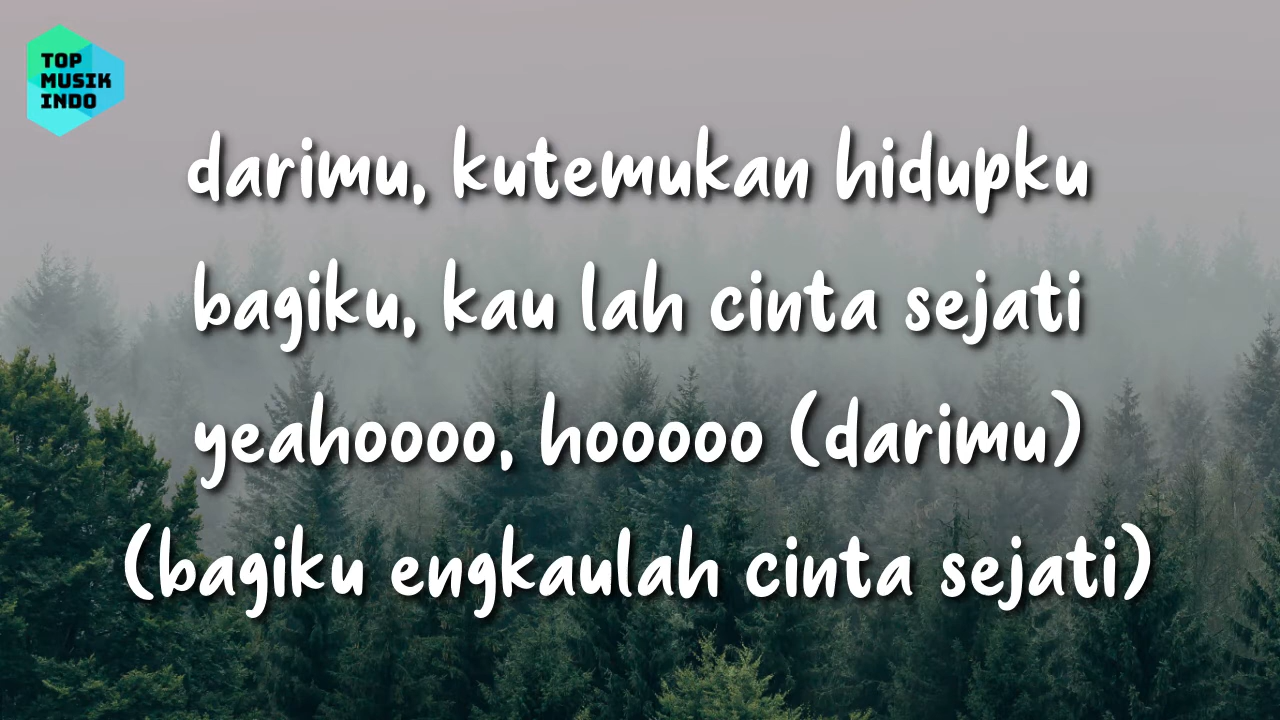 TOP
MUSIK
INDO
darimu, kutemukan hidupku
bagiku, kau lah cinta sejati
yeahoooo, hooooo (darimu)
(bagiku engkaulah cinta sejati)